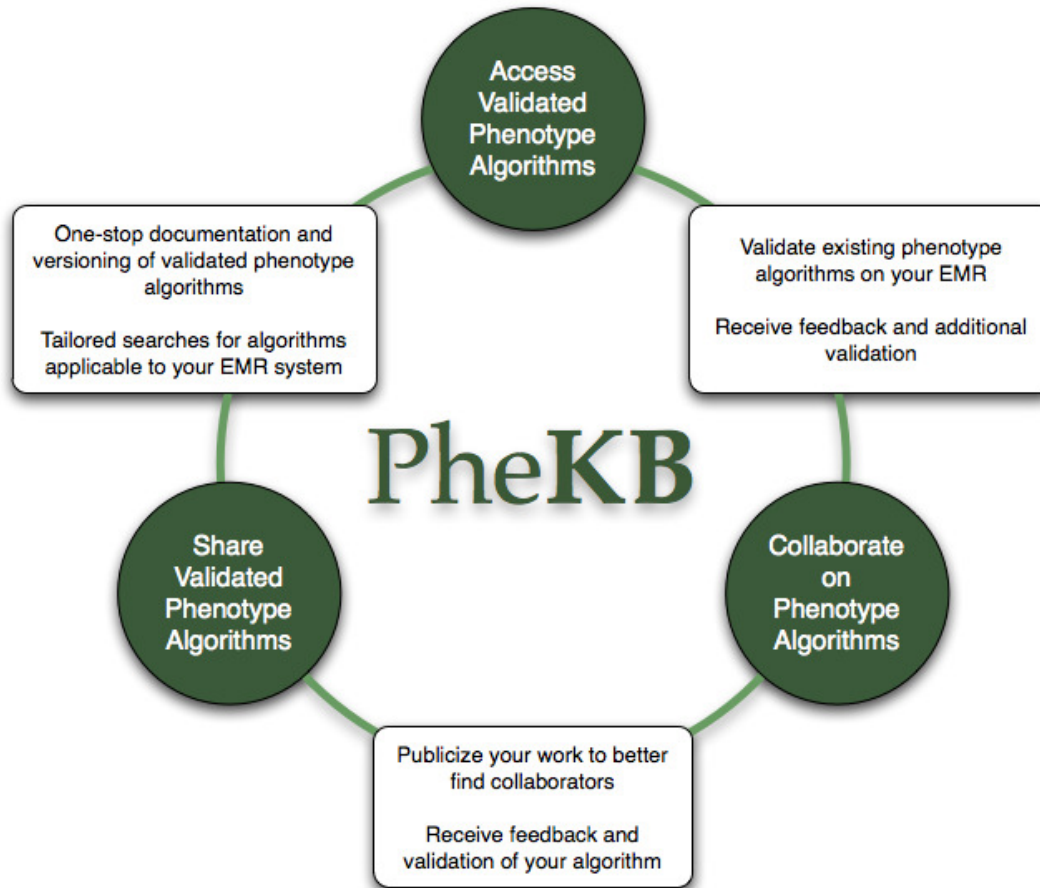 Access
Validated
Phenotype
Algorithms
One-stop documentation and
versioning of validated phenotype
algorithms
Tailored searches for algorithms
applicable to your EMR system
Validate existing phenotype
algorithms on your EMR
Receive feedback and additional
validation
PheKB
Share
Validated
Phenotype
Algorithms
Collaborate
on
Phenotype
Algorithms
Publicize your work to better
find collaborators
Receive feedback and
validation of your algorithm